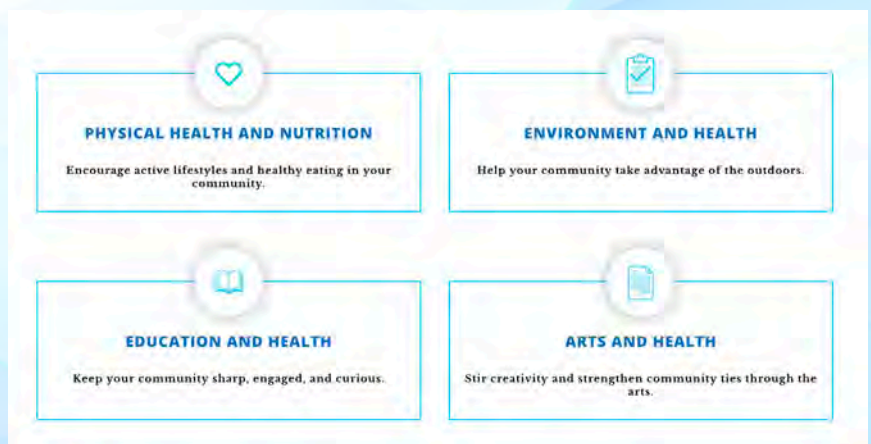 PHYSICAL HEALTH AND NUTRITION
Encourage active lifestyles and healthy eating in your
community.
ENVIRONMENT AND HEALTH
Help your community take advantage of the outdoors.
EDUCATION AND HEALTH
Keep your community sharp, engaged, and curious.
ARTS AND HEALTH
Stir creativity and strengthen community ties through the
arts.